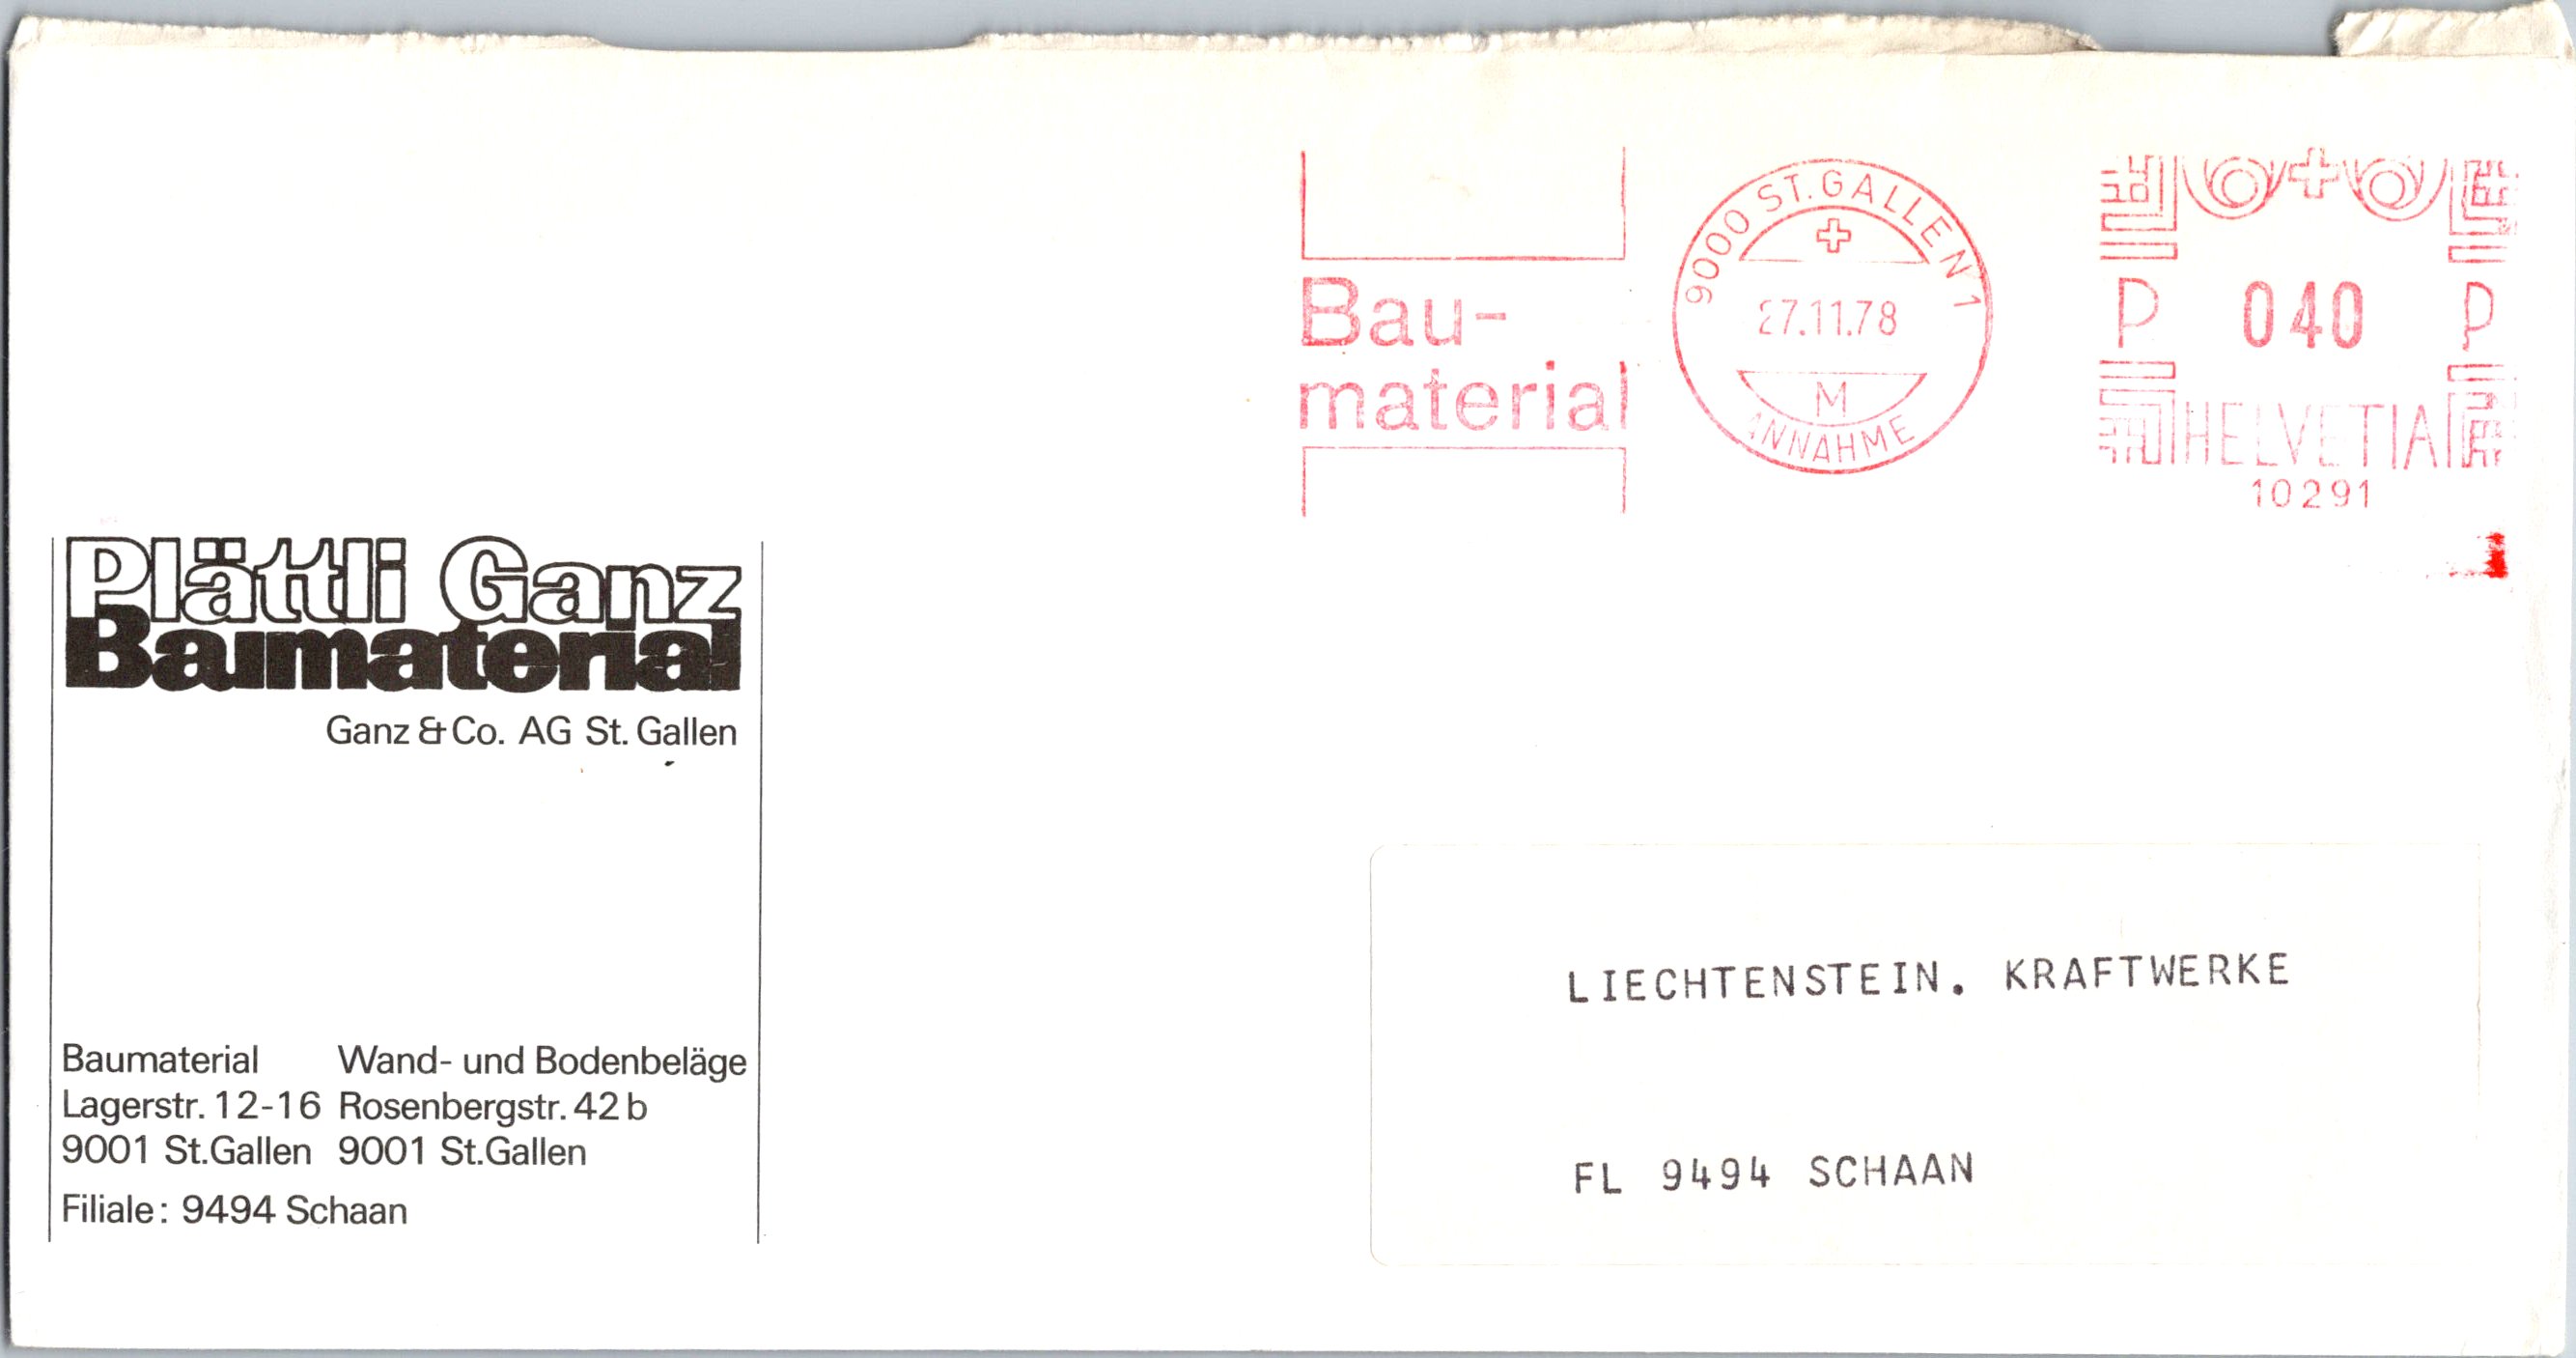 Bau-
material
9000 ST. GALLEN 1
27.11.78
M
ANNAHME
P 040 P
HELVETIA
10291
Plättli Ganz
Baumaterial
Ganz & Co. AG St. Gallen
Baumaterial Wand- und Bodenbeläge
Lagerstr. 12-16 Rosenbergstr. 42 b
9001 St.Gallen 9001 St.Gallen
Filiale: 9494 Schaan
LIECHTENSTEIN. KRAFTWERKE
FL 9494 SCHAAN